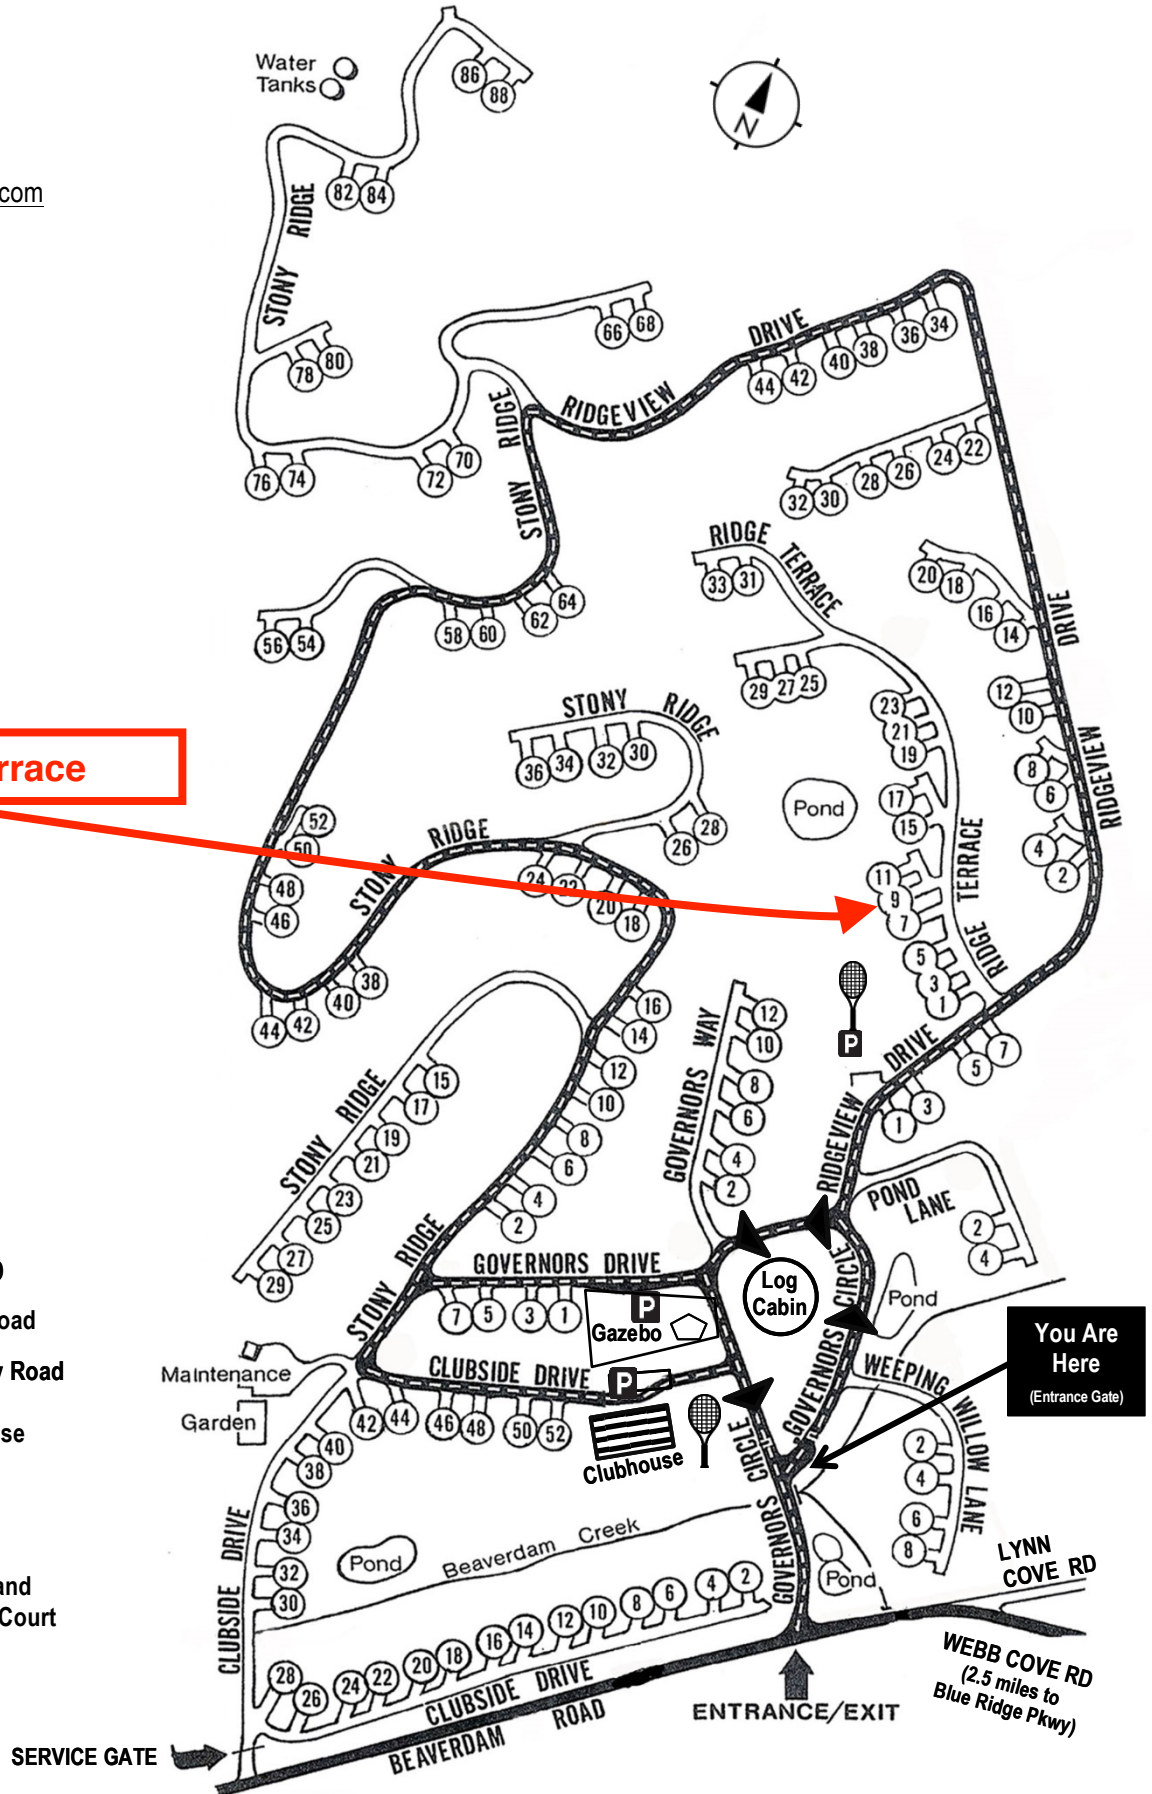 Water
Tanks
86
88
N
82
84
com
STONY RIDGE
66
68
DRIVE
34
36
38
40
42
44
80
78
RIDGEVIEW
STONY RIDGE
70
72
74
76
22
24
26
28
30
32
RIDGE TERRACE
33
31
20
18
16
14
DRIVE
64
62
60
58
56
54
29
27
25
12
10
STONY RIDGE
36
34
32
30
23
21
19
RIDGEVIEW
8
6
rrace
Pond
17
15
28
26
4
2
52
50
48
46
STONY RIDGE
24
22
20
18
11
9
7
RIDGE TERRACE
5
3
1
38
40
42
44
16
14
GOVERNORS WAY
12
10
8
6
4
2
P
DRIVE
7
5
3
1
RIDGEVIEW
STONY RIDGE
15
17
19
21
23
25
27
29
12
10
8
6
4
2
POND
LANE
2
4
STONY RIDGE
GOVERNORS DRIVE
7
5
3
1
P
Gazebo
Log
Cabin
GOVERNORS CIRCLE
Pond
oad
You Are
Here
(Entrance Gate)
Maintenance
y Road
CLUBSIDE DRIVE
P
WEEPING WILLOW LANE
Garden
42
44
46
48
50
52
se
Clubhouse
GOVERNORS CIRCLE
40
38
36
34
32
30
2
4
6
8
CLUBSIDE DRIVE
Pond
Beaverdam Creek
Pond
LYNN
COVE RD
and
Court
2
4
6
8
10
12
14
16
18
20
22
24
26
28
CLUBSIDE DRIVE
WEBB COVE RD
(2.5 miles to
Blue Ridge Pkwy)
ENTRANCE/EXIT
SERVICE GATE
BEAVERDAM ROAD